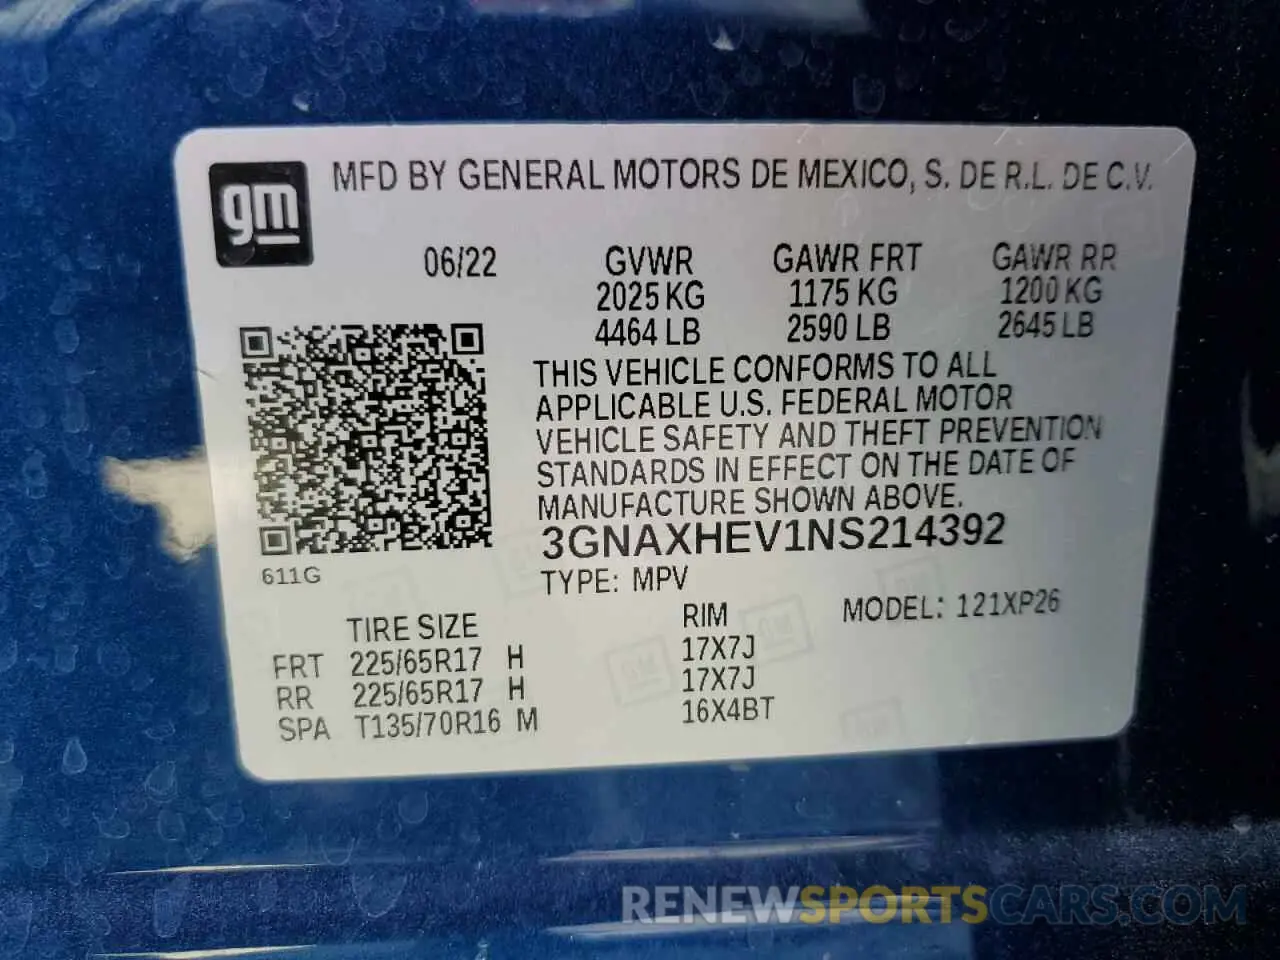 gm
MFD BY GENERAL MOTORS DE MEXICO, S. DE R.L. DE C.V.
06/22 GVWR GAWR FRT GAWR RR
2025 KG 1175 KG 1200 KG
4464 LB 2590 LB 2645 LB
THIS VEHICLE CONFORMS TO ALL
APPLICABLE U.S. FEDERAL MOTOR
VEHICLE SAFETY AND THEFT PREVENTION
STANDARDS IN EFFECT ON THE DATE OF
MANUFACTURE SHOWN ABOVE.
3GNAXHEV1NS214392
611G
TYPE: MPV
MODEL: 121XP26
TIRE SIZE RIM
FRT 225/65R17 H 17X7J
RR 225/65R17 H 17X7J
SPA T135/70R16 M 16X4BT
GM GM
RENEWSPORTSCARS.COM